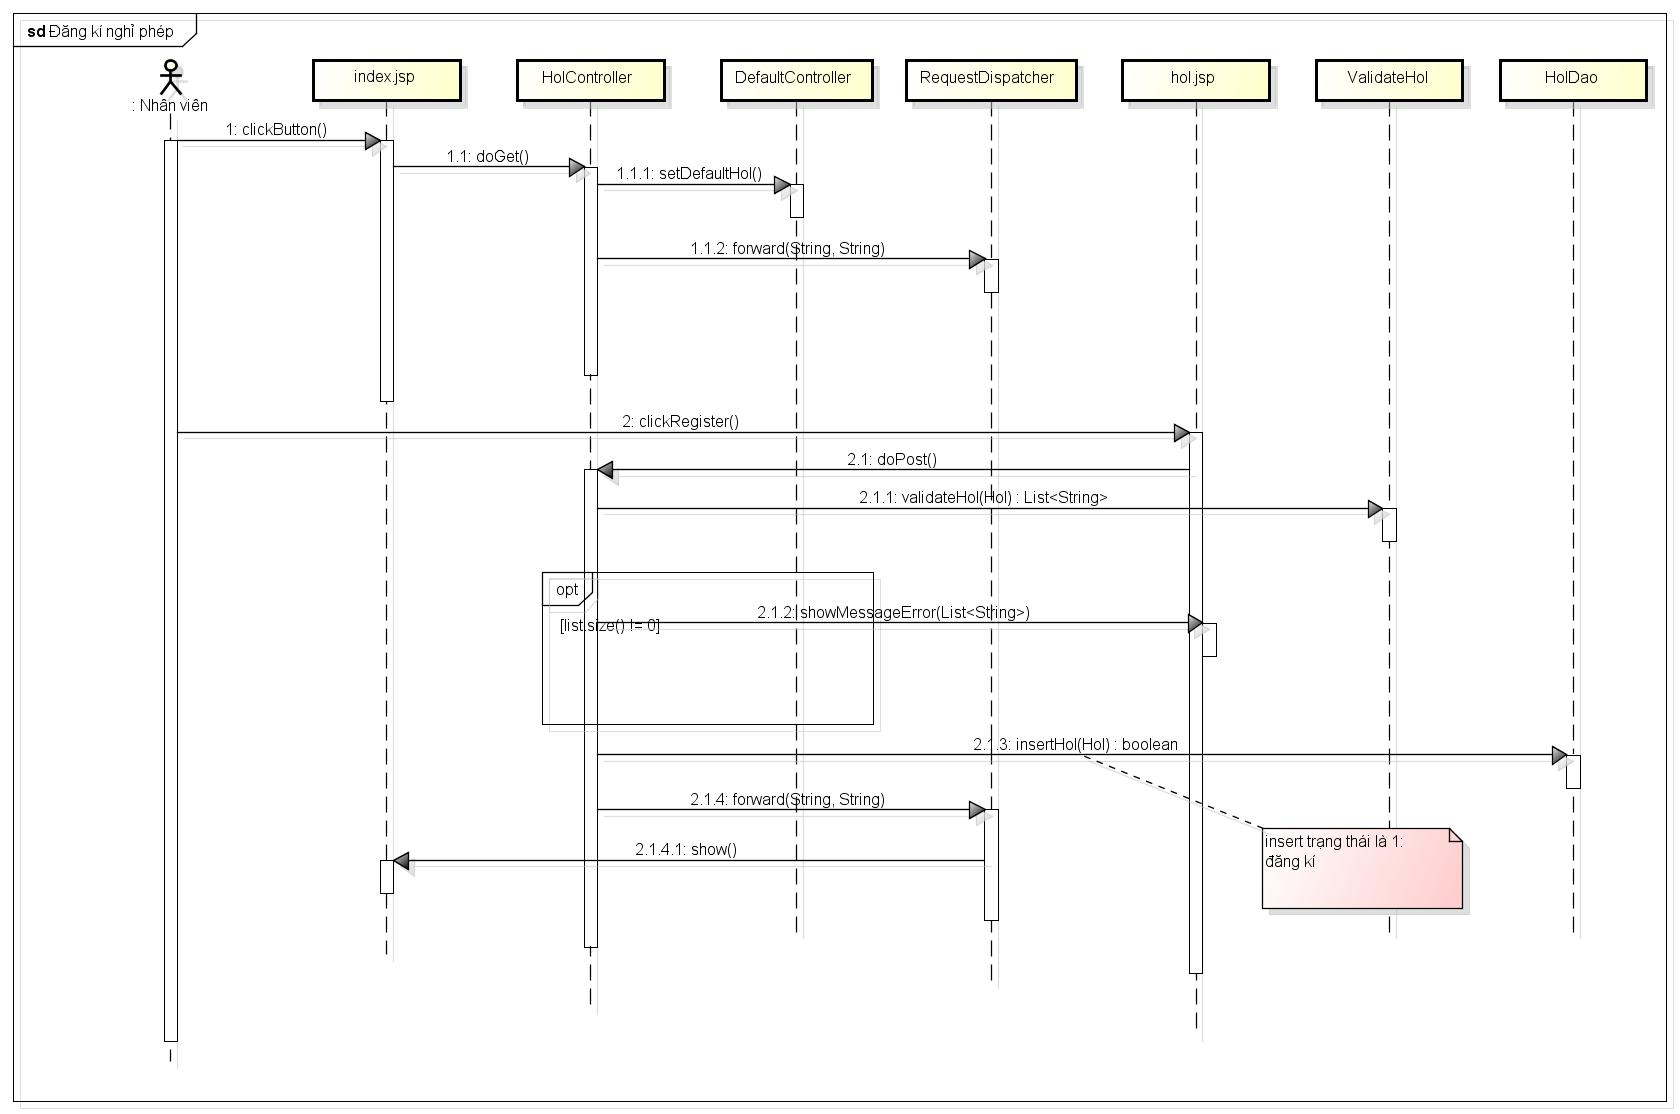 sd Đăng kí nghỉ phép
: Nhân viên
index.jsp
HolController
DefaultController
RequestDispatcher
hol.jsp
ValidateHol
HolDao
1: clickButton()
1.1: doGet()
1.1.1: setDefaultHol()
1.1.2: forward(String, String)
2: clickRegister()
2.1: doPost()
2.1.1: validateHol(Hol) : List<String>
opt
2.1.2: showMessageError(List<String>)
[list.size() != 0]
2.1.3: insertHol(Hol) : boolean
2.1.4: forward(String, String)
insert trạng thái là 1:
đăng kí
2.1.4.1: show()